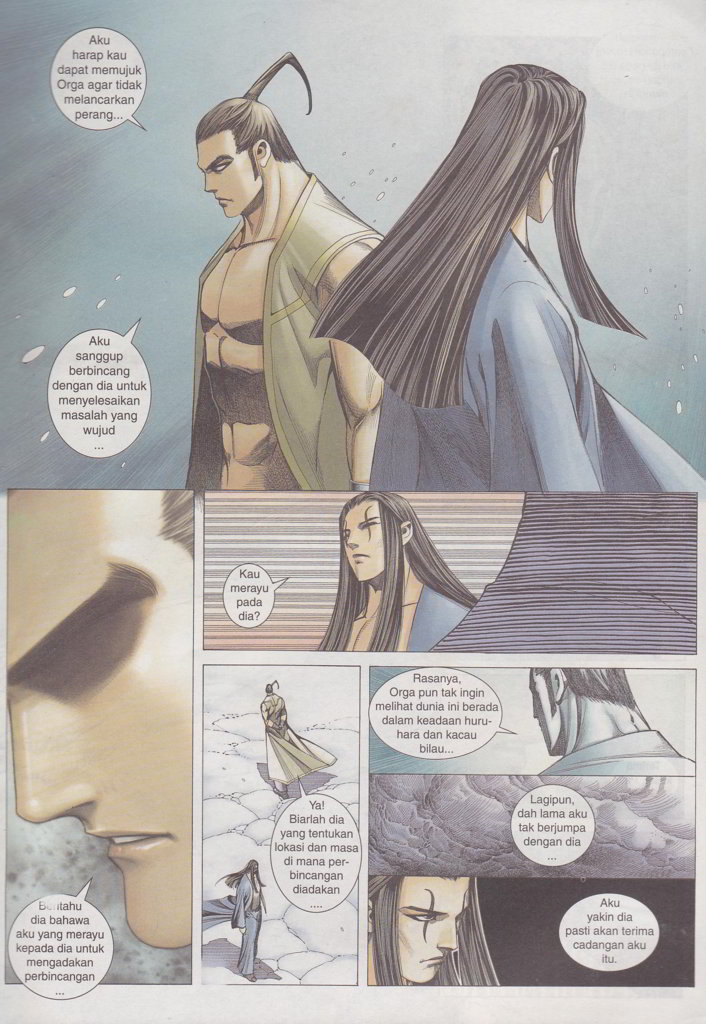 Aku
harap kau
dapat memujuk
Orga agar tidak
melancarkan
perang...
Aku
sanggup
berbincang
dengan dia untuk
menyelesaikan
masalah yang
wujud
...
Kau
merayu
pada
dia?
Beritahu
dia bahawa
aku yang merayu
kepada dia untuk
mengadakan
perbincangan
...
Ya!
Biarlah dia
yang tentukan
lokasi dan masa
di mana per-
bincangan
diadakan
....
Rasanya,
Orga pun tak ingin
melihat dunia ini berada
dalam keadaan huru-
hara dan kacau
bilau...
Lagipun,
dah lama aku
tak berjumpa
dengan dia
...
Aku
yakin dia
pasti akan terima
cadangan aku
itu.